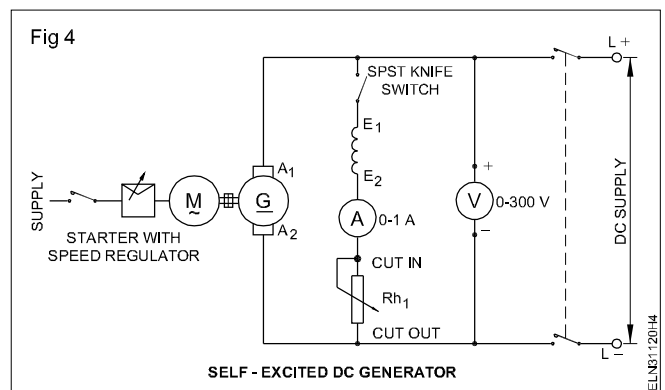 Fig 4
SPST KNIFE
SWITCH
L +
E1
E2
A1
A2
SUPPLY
M
~
G
A
0-1 A
+
V
0-300 V
–
DC SUPPLY
STARTER WITH
SPEED REGULATOR
CUT IN
Rh1
CUT OUT
L –
SELF - EXCITED DC GENERATOR
ELN31120H4